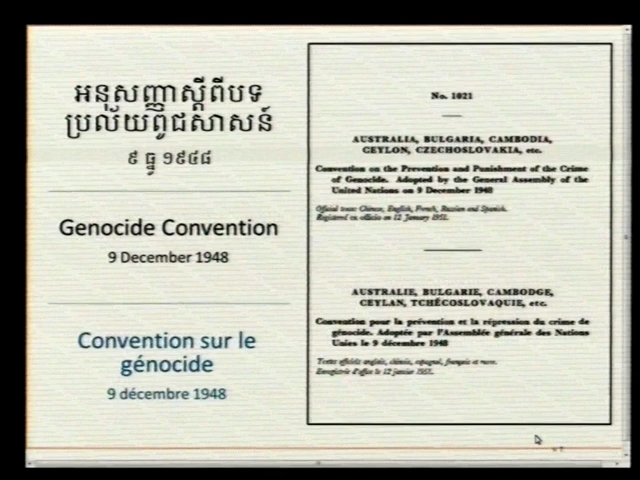 អនុសញ្ញាស្តីពីបទ
ប្រល័យពូជសាសន៍
៩ ធ្នូ ១៩៤៨
Genocide Convention
9 December 1948
Convention sur le
génocide
9 décembre 1948
No. 1021
AUSTRALIA, BULGARIA, CAMBODIA,
CEYLON, CZECHOSLOVAKIA, etc.
Convention on the Prevention and Punishment of the Crime
of Genocide. Adopted by the General Assembly of the
United Nations on 9 December 1948
Official texts: Chinese, English, French, Russian and Spanish.
Registered ex officio on 12 January 1951.
AUSTRALIE, BULGARIE, CAMBODGE,
CEYLAN, TCHÉCOSLOVAQUIE, etc.
Convention pour la prévention et la répression du crime de
génocide. Adoptée par l'Assemblée générale des Nations
Unies le 9 décembre 1948
Textes officiels anglais, chinois, espagnol, français et russe.
Enregistrée d'office le 12 janvier 1951.